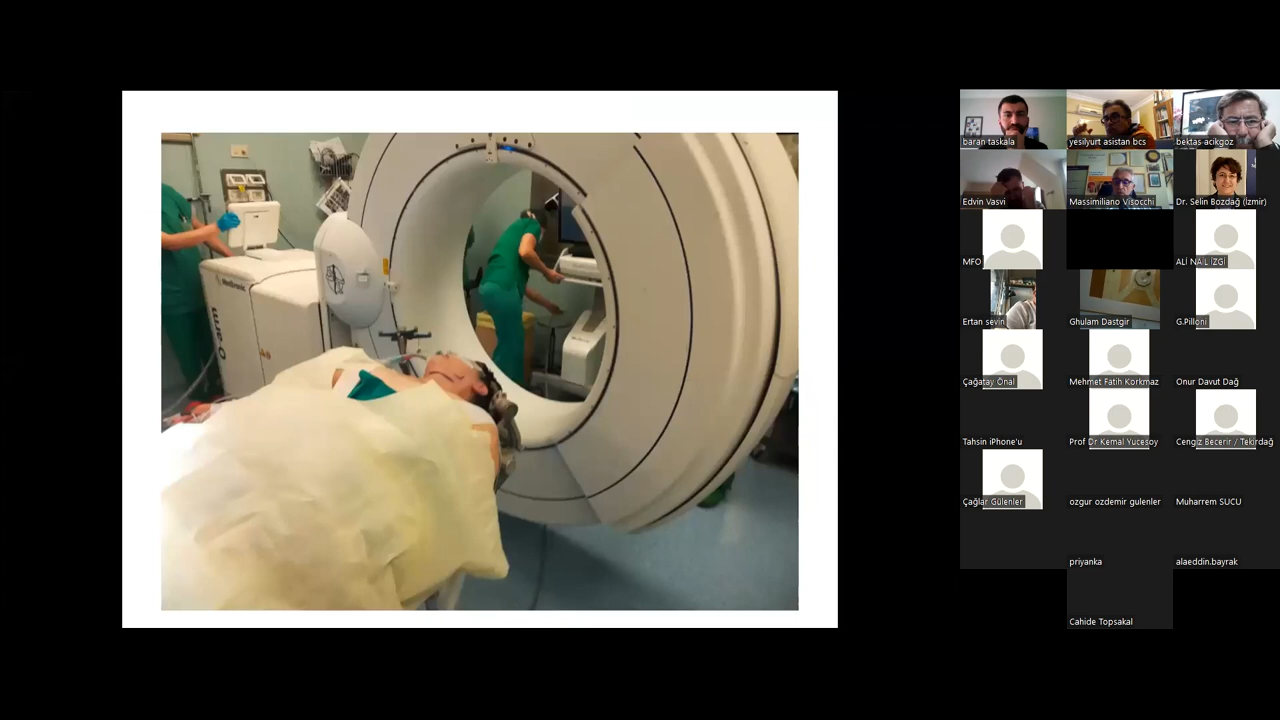 Medtronic
O-arm
baran taskala
yesilyurt asistan bcs
bektas acikgoz
Edvin Vasvi
Massimiliano Visocchi
Dr. Selin Bozdağ (İzmir)
MFO
ALİ NAİL İZGİ
Ertan sevin
Ghulam Dastgir
G.Pilloni
Çağatay Önal
Mehmet Fatih Korkmaz
Onur Davut Dağ
Tahsin iPhone'u
Prof Dr Kemal Yucesoy
Cengiz Becerir / Tekirdağ
Çağlar Gülenler
ozgur ozdemir gulenler
Muharrem SUCU
priyanka
alaeddin.bayrak
Cahide Topsakal